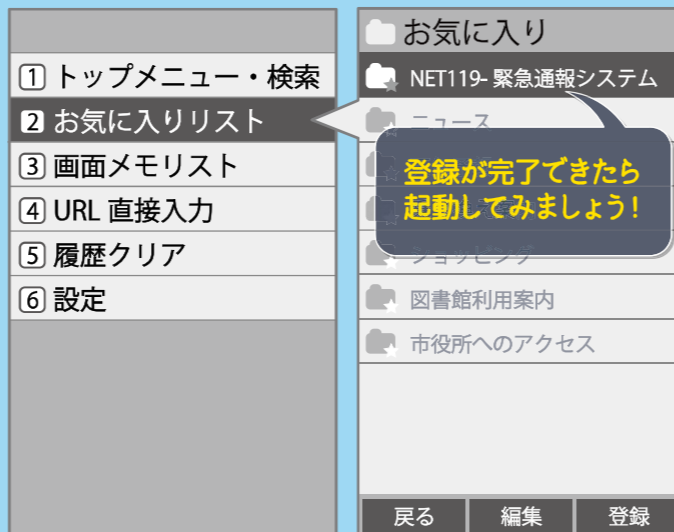 1 トップメニュー・検索
2 お気に入りリスト
3 画面メモリスト
4 URL 直接入力
5 履歴クリア
6 設定
お気に入り
NET119- 緊急通報システム
ニュース
登録が完了できたら
起動してみましょう!
ショッピング
図書館利用案内
市役所へのアクセス
戻る
編集
登録